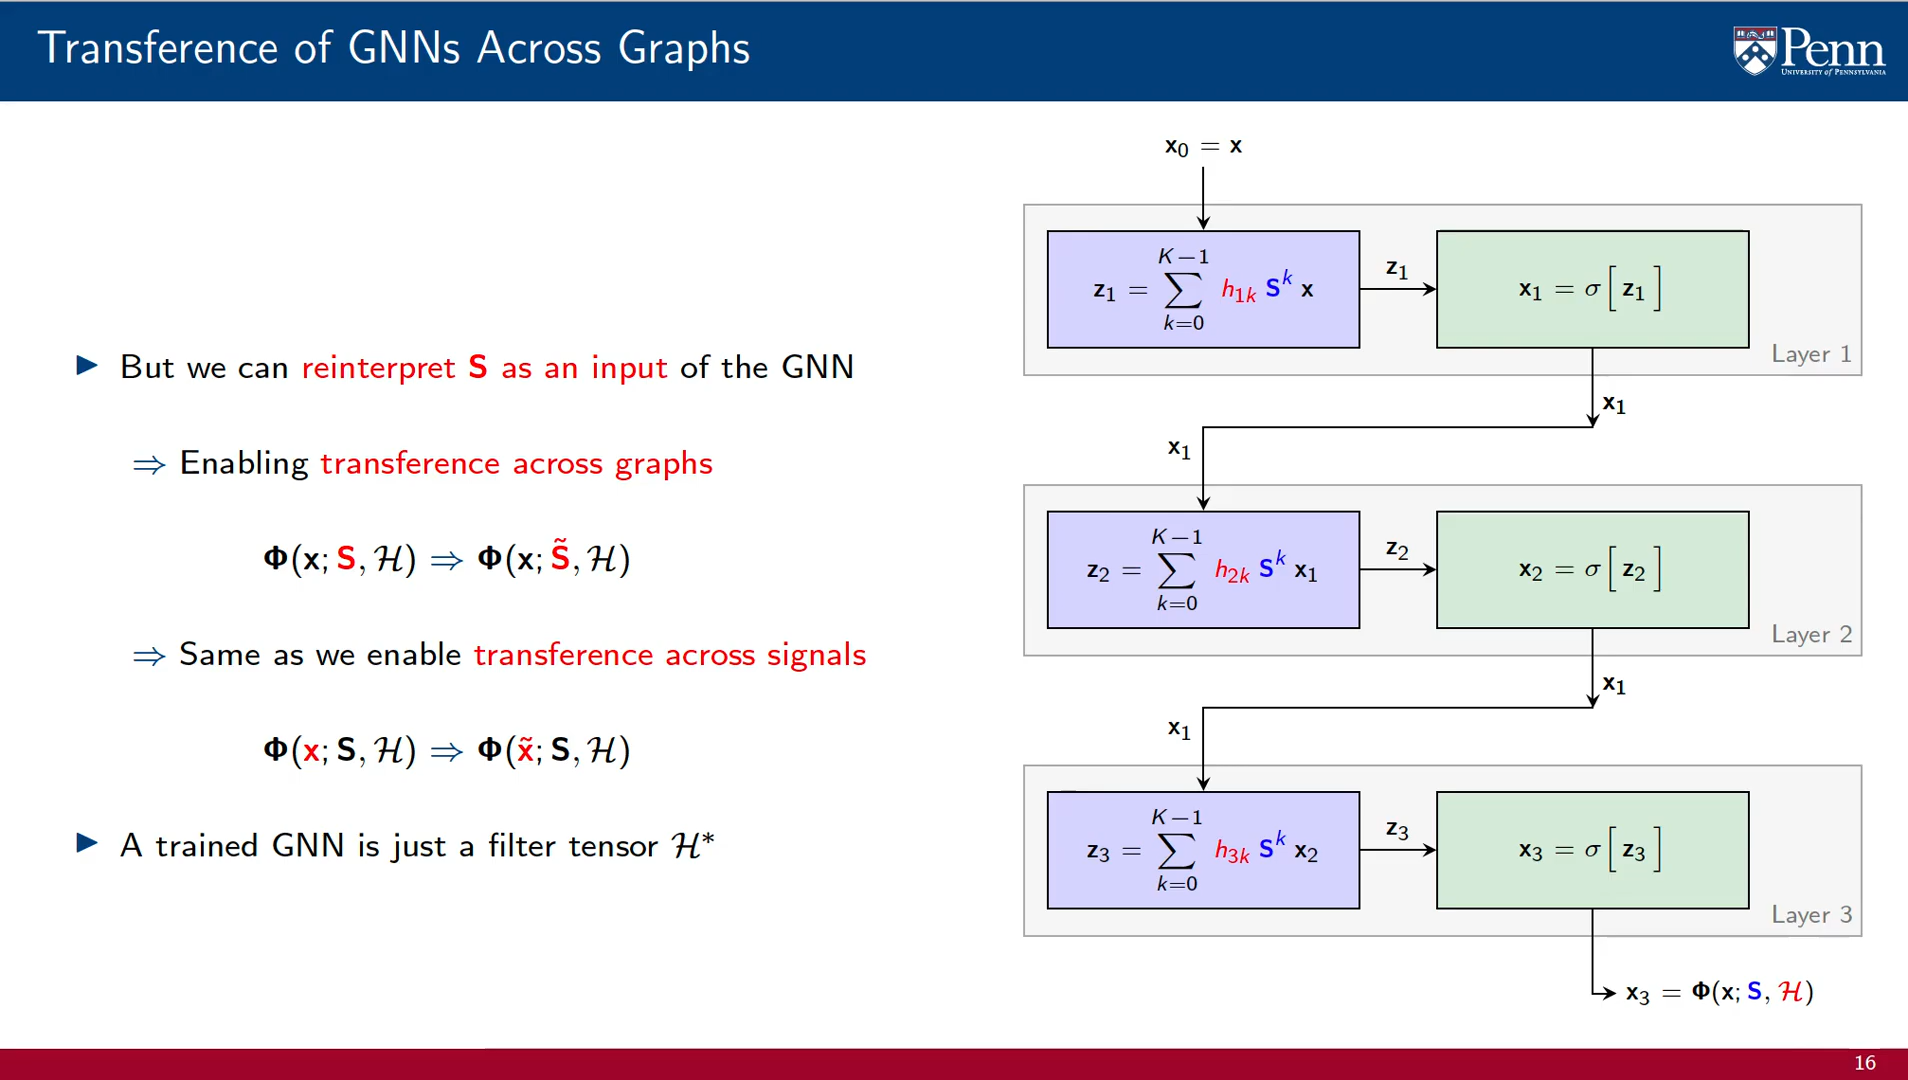 Transference of GNNs Across Graphs
Penn
UNIVERSITY of PENNSYLVANIA
▶ But we can reinterpret S as an input of the GNN
⇒ Enabling transference across graphs
Φ(x; S, ℋ) ⇒ Φ(x; S̃, ℋ)
⇒ Same as we enable transference across signals
Φ(x; S, ℋ) ⇒ Φ(x̃; S, ℋ)
▶ A trained GNN is just a filter tensor ℋ*
x₀ = x
z₁ = ∑_{k=0}^{K−1} h₁ₖ Sᵏ x
z₁
x₁ = σ[z₁]
Layer 1
x₁
x₁
z₂ = ∑_{k=0}^{K−1} h₂ₖ Sᵏ x₁
z₂
x₂ = σ[z₂]
Layer 2
x₁
x₁
z₃ = ∑_{k=0}^{K−1} h₃ₖ Sᵏ x₂
z₃
x₃ = σ[z₃]
Layer 3
x₃ = Φ(x; S, ℋ)
16